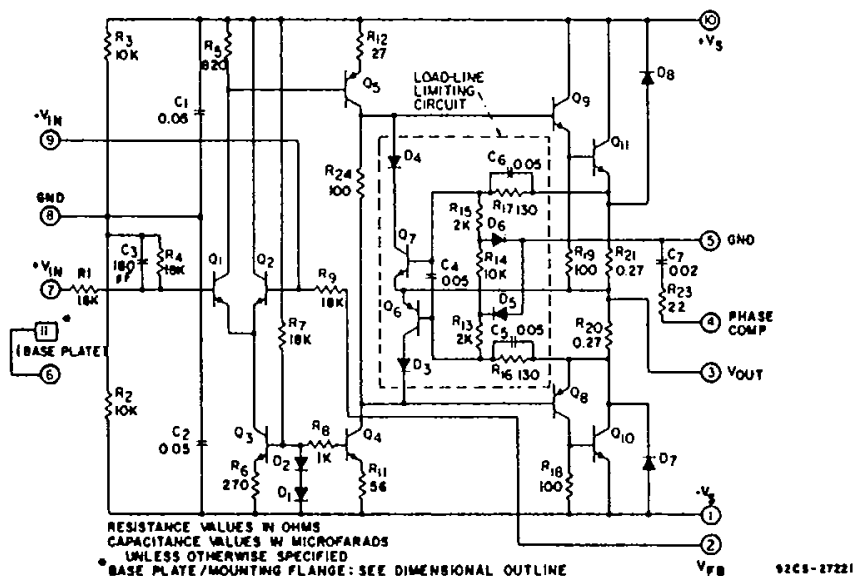 R3
10K
R5
820
R12
27
Q5
LOAD-LINE
LIMITING
CIRCUIT
Q9
D8
10
+VS
C1
0.05
+VIN
9
D4
C6 0.05
Q11
R24
100
R17 130
R15
2K
D6
GND
8
Q7
R14
10K
5 GND
C3
180
pF
R4
18K
Q1
Q2
C4
0.05
R19
100
R21
0.27
C7
0.02
+VIN
7
R1
18K
R9
18K
Q6
D5
R23
22
R7
18K
R13
2K
C5 0.05
R20
0.27
4 PHASE
COMP
11 *
(BASE PLATE)
6
R16 130
D3
Q8
3 VOUT
R2
10K
Q3
R8
1K
Q4
Q10
C2
0.05
D2
D7
R6
270
D1
R11
56
R18
100
-VS
1
RESISTANCE VALUES IN OHMS
CAPACITANCE VALUES IN MICROFARADS
UNLESS OTHERWISE SPECIFIED
2
* BASE PLATE/MOUNTING FLANGE: SEE DIMENSIONAL OUTLINE
VFB
92CS-27221